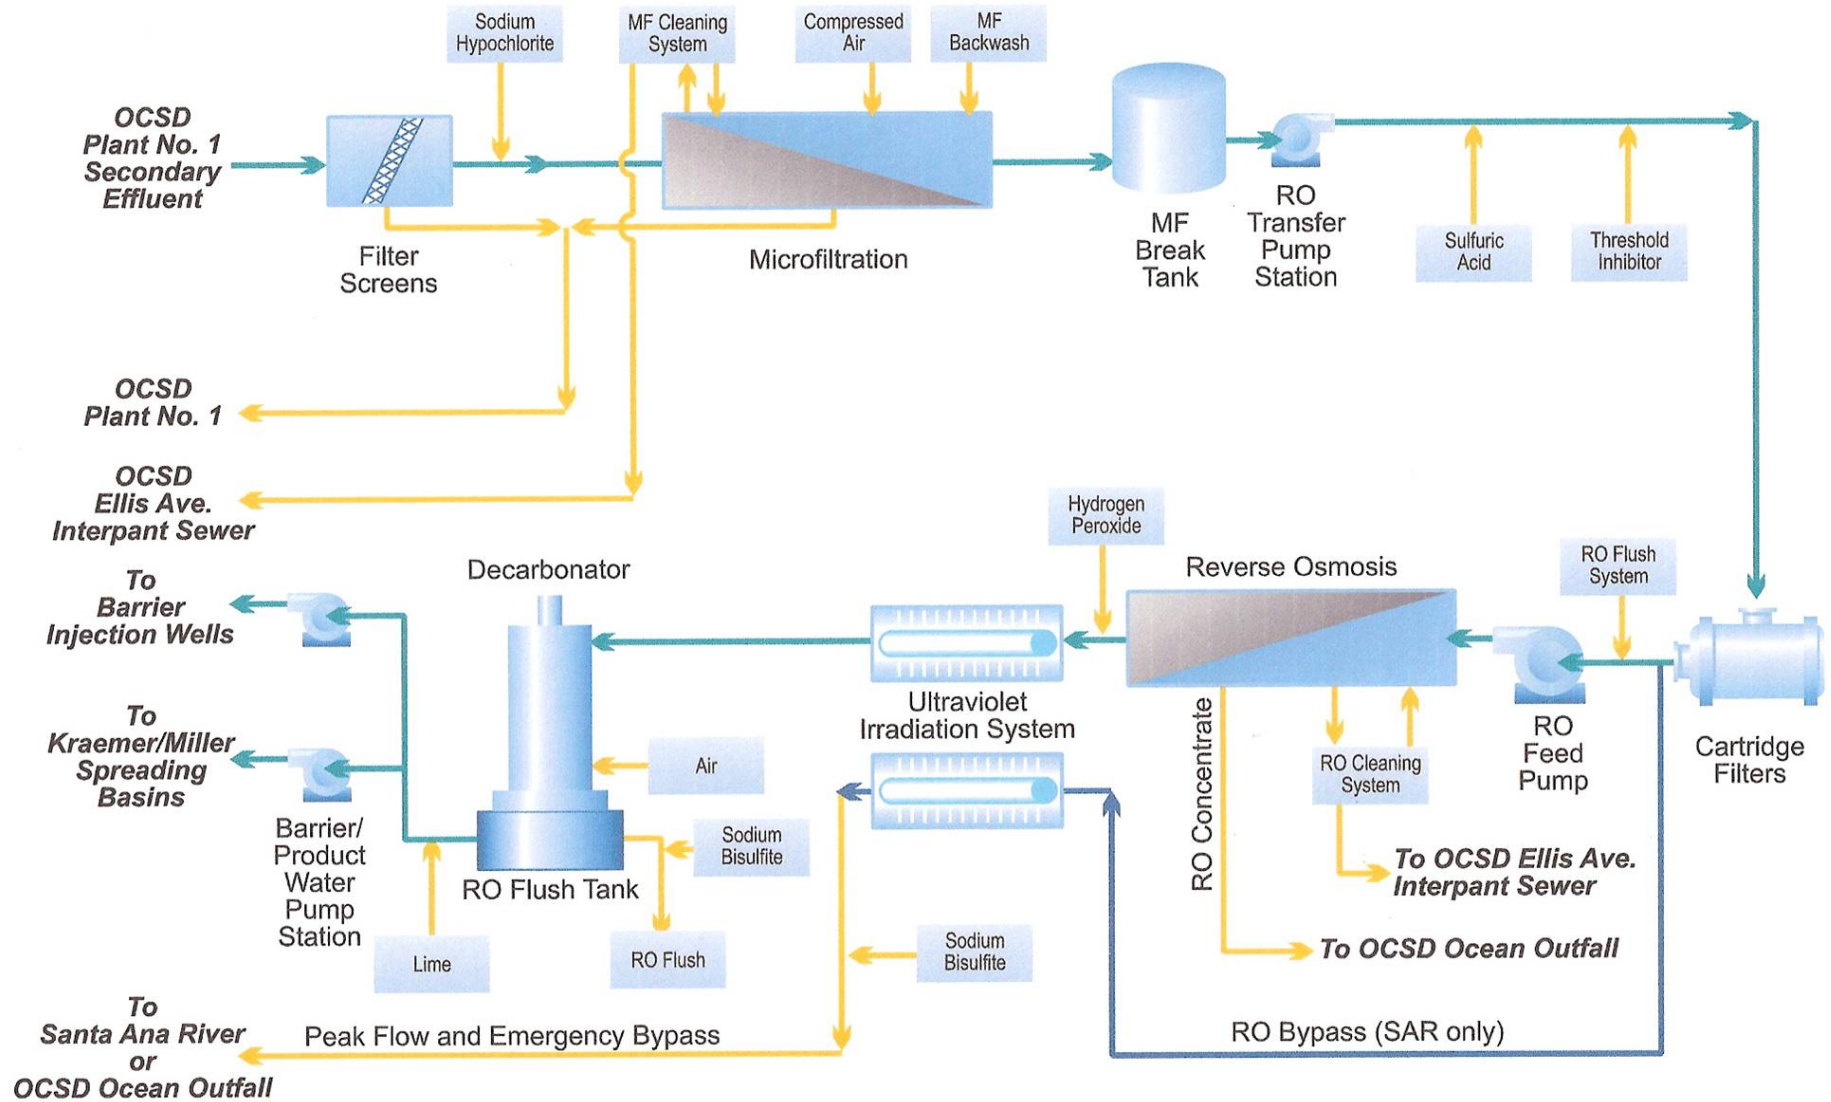 Sodium
Hypochlorite
MF Cleaning
System
Compressed
Air
MF
Backwash
OCSD
Plant No. 1
Secondary
Effluent
Filter
Screens
Microfiltration
MF
Break
Tank
RO
Transfer
Pump
Station
Sulfuric
Acid
Threshold
Inhibitor
OCSD
Plant No. 1
OCSD
Ellis Ave.
Interpant Sewer
Hydrogen
Peroxide
RO Flush
System
To
Barrier
Injection Wells
Decarbonator
Reverse Osmosis
Ultraviolet
Irradiation System
To
Kraemer/Miller
Spreading
Basins
Air
RO Concentrate
RO Cleaning
System
RO
Feed
Pump
Cartridge
Filters
Barrier/
Product
Water
Pump
Station
Sodium
Bisulfite
RO Flush Tank
To OCSD Ellis Ave.
Interpant Sewer
Lime
RO Flush
Sodium
Bisulfite
To OCSD Ocean Outfall
To
Santa Ana River
or
OCSD Ocean Outfall
Peak Flow and Emergency Bypass
RO Bypass (SAR only)